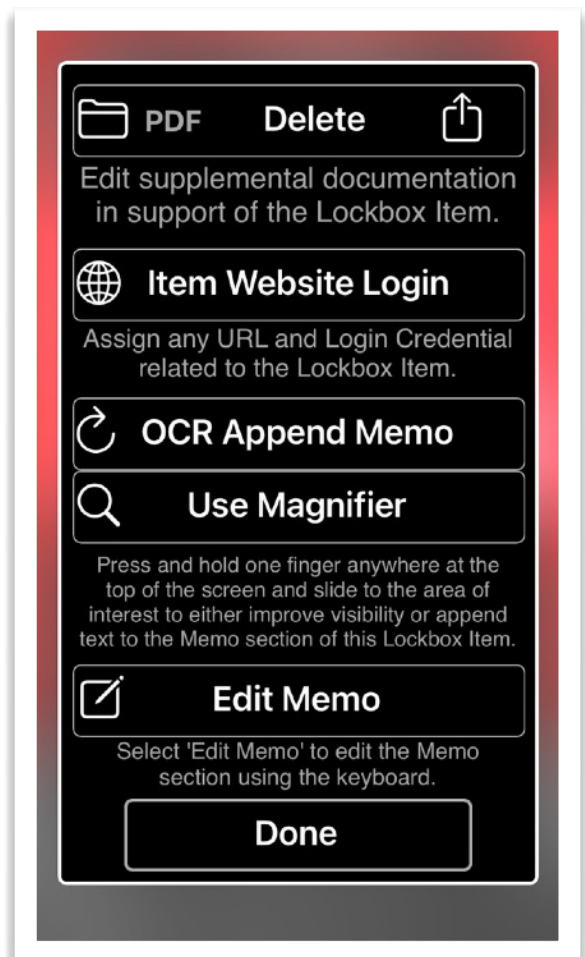 PDF Delete
Edit supplemental documentation
in support of the Lockbox Item.
Item Website Login
Assign any URL and Login Credential
related to the Lockbox Item.
OCR Append Memo
Use Magnifier
Press and hold one finger anywhere at the
top of the screen and slide to the area of
interest to either improve visibility or append
text to the Memo section of this Lockbox Item.
Edit Memo
Select 'Edit Memo' to edit the Memo
section using the keyboard.
Done